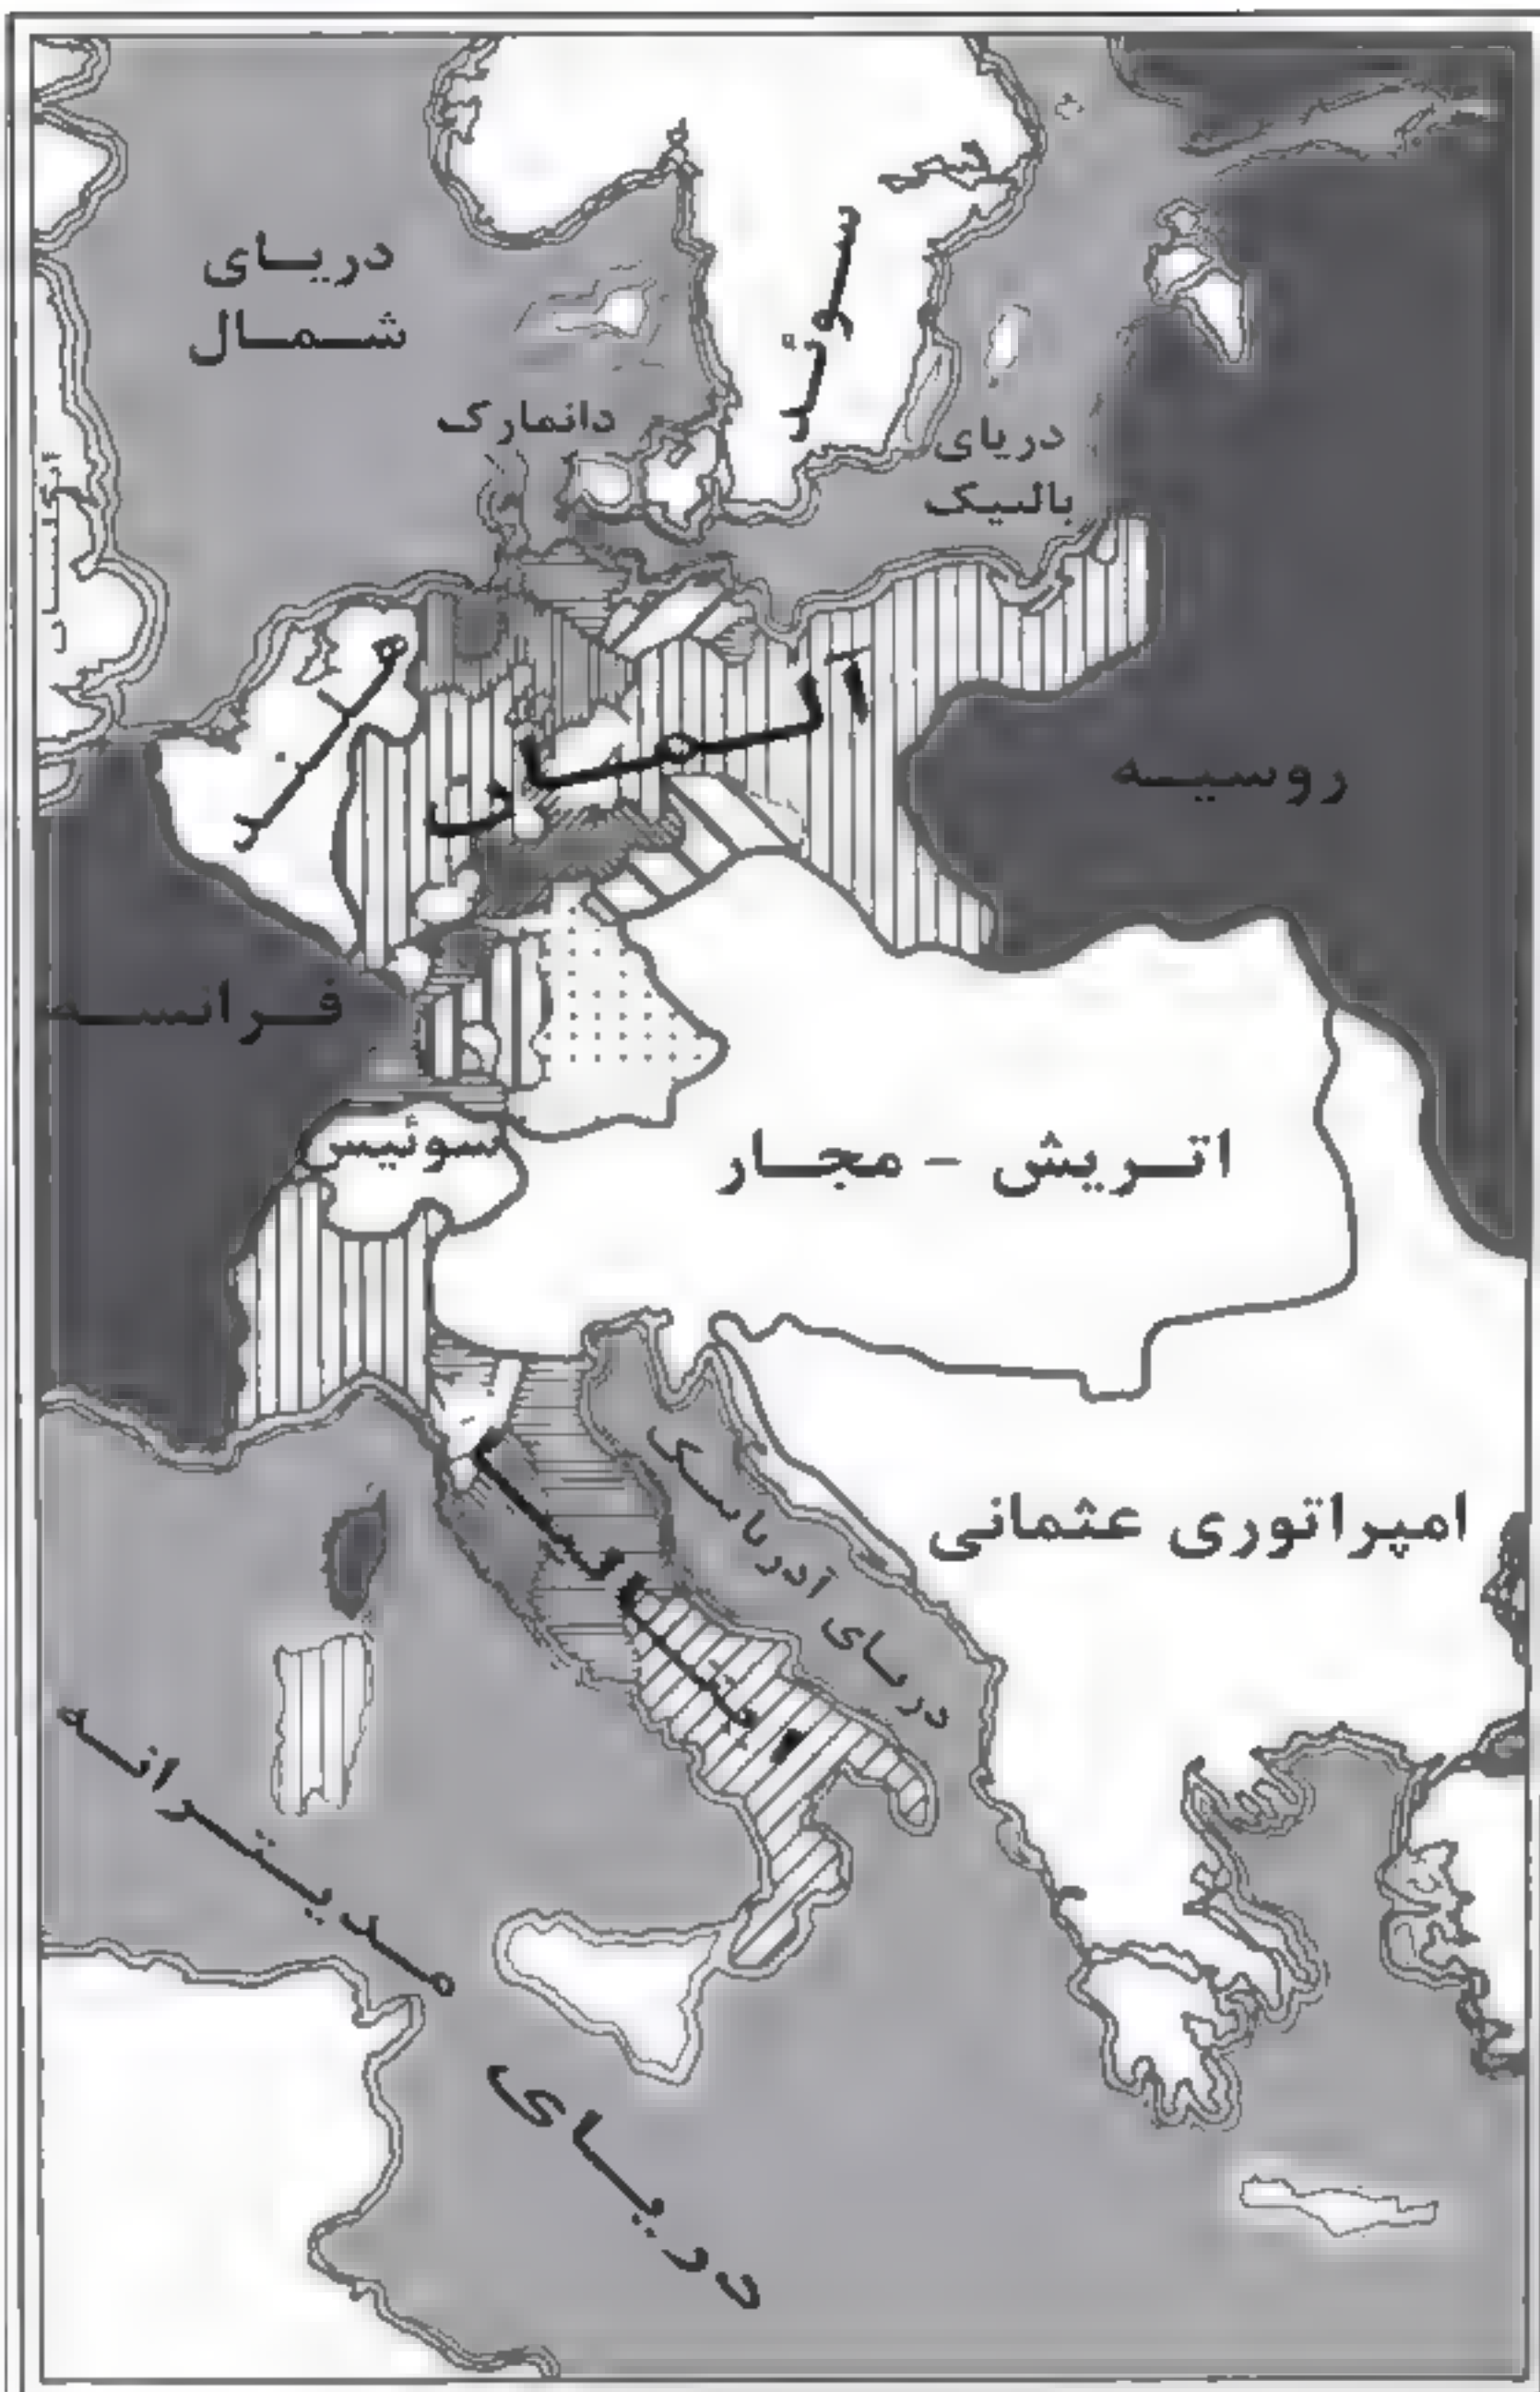 دریای
شمال
سوئد
دانمارک
دریای
بالتیک
هلند
آلمان
روسیه
فرانسه
سوئیس
اتریش - مجار
امپراتوری عثمانی
دریای آدریاتیک
دریای مدیترانه